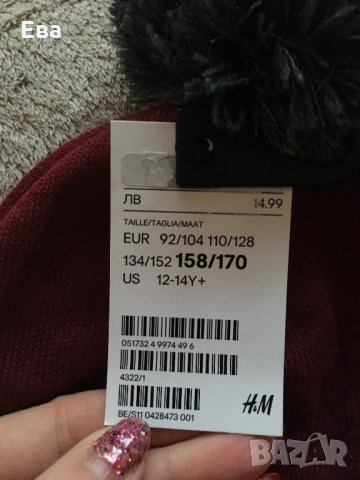 Ева
ЛВ 14.99
TAILLE/TAGLIA/MAAT
EUR 92/104 110/128
134/152 158/170
US 12-14Y+
051732 4 9974 49 6
4322/1
H&M
BE/S11 0428473 001
BAZAR